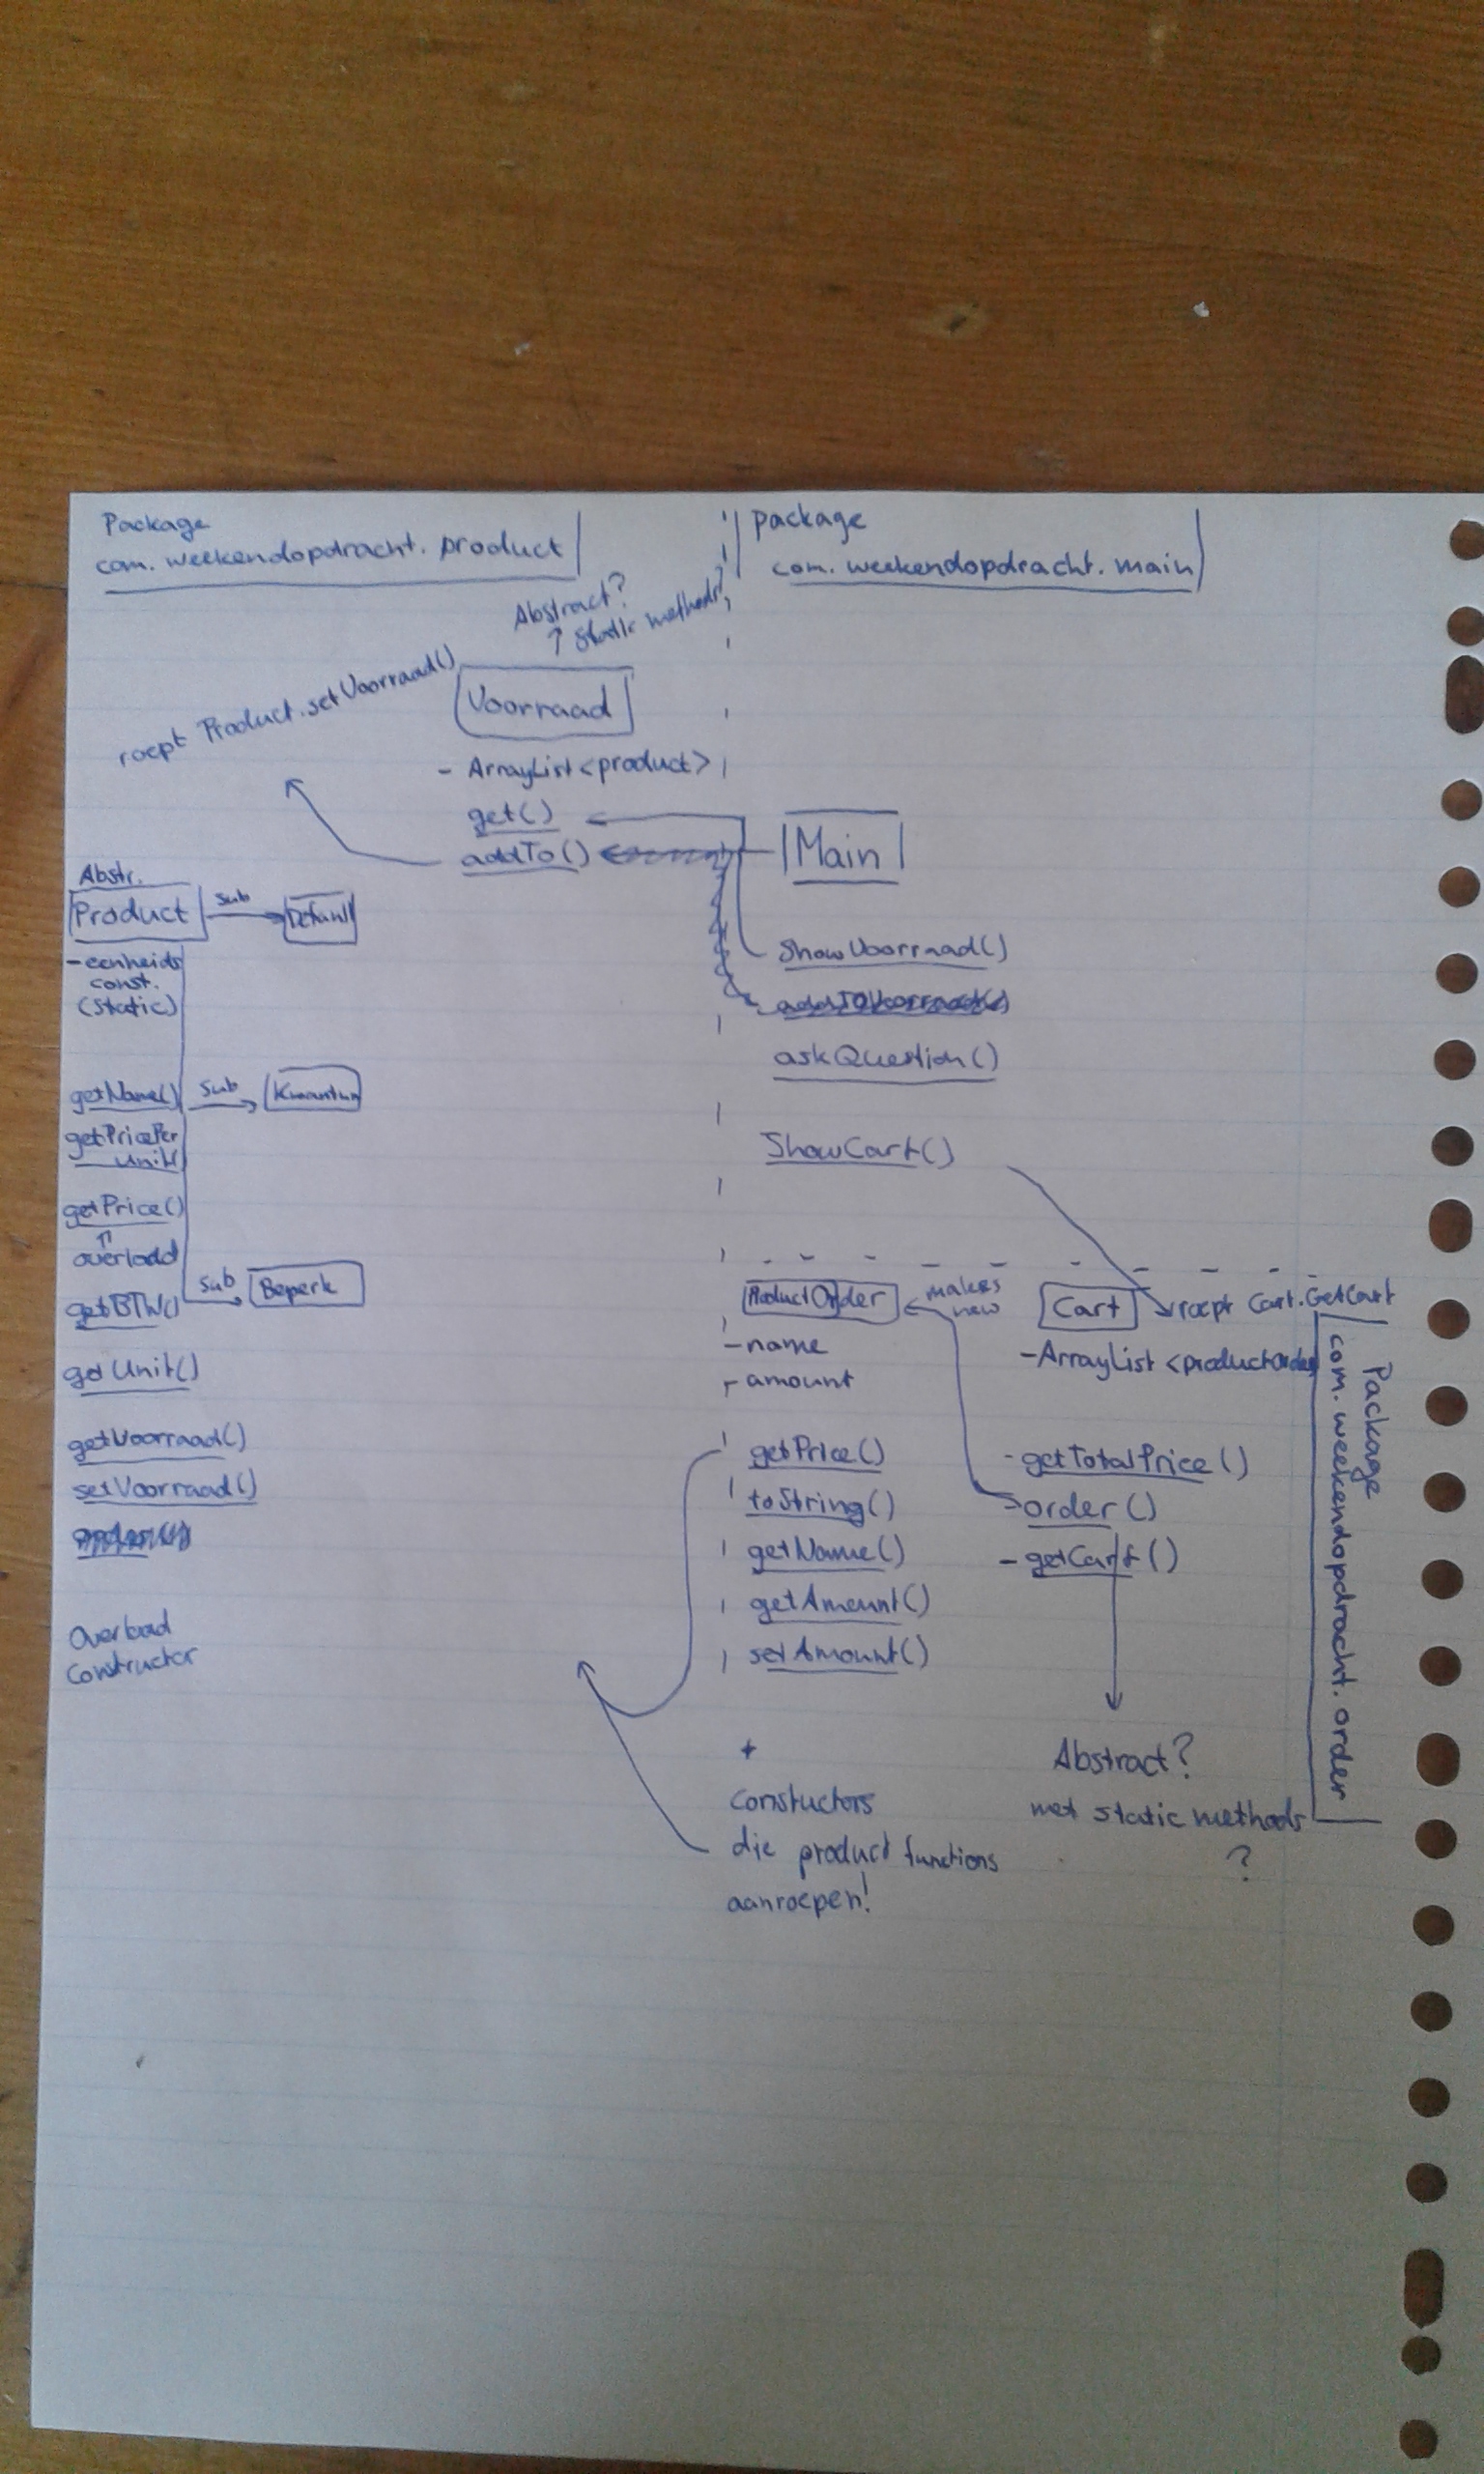 Package
com.weekendopdracht.product
package
com.weekendopdracht.main
Abstract?
↑ Static methods?
roept Product.setVoorraad()
Voorraad
- ArrayList<product>
get()
addTo()
Main
ShowVoorraad()
askQuestion()
ShowCart()
Abstr.
Product
sub
Default
- eenheids
const.
(Static)
getName()
sub
Kwantum
getPricePer
Unit()
getPrice()
↑
overload
sub
Beperk
getBTW()
getUnit()
getVoorraad()
setVoorraad()
Overload
Constructor
ProductOrder
makes
new
- name
- amount
getPrice()
toString()
getName()
getAmount()
setAmount()
+
Constuctors
die product functions
aanroepen!
Cart
roept Cart.GetCart
- ArrayList <productOrder
- getTotalPrice()
order()
- getCart()
Abstract?
met static methods
?
Package
com.weekendopdracht.order